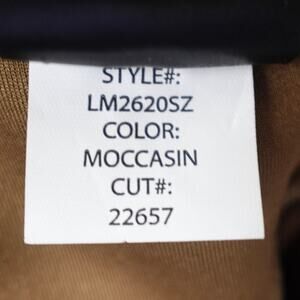 STYLE#:
LM2620SZ
COLOR:
MOCCASIN
CUT#:
22657